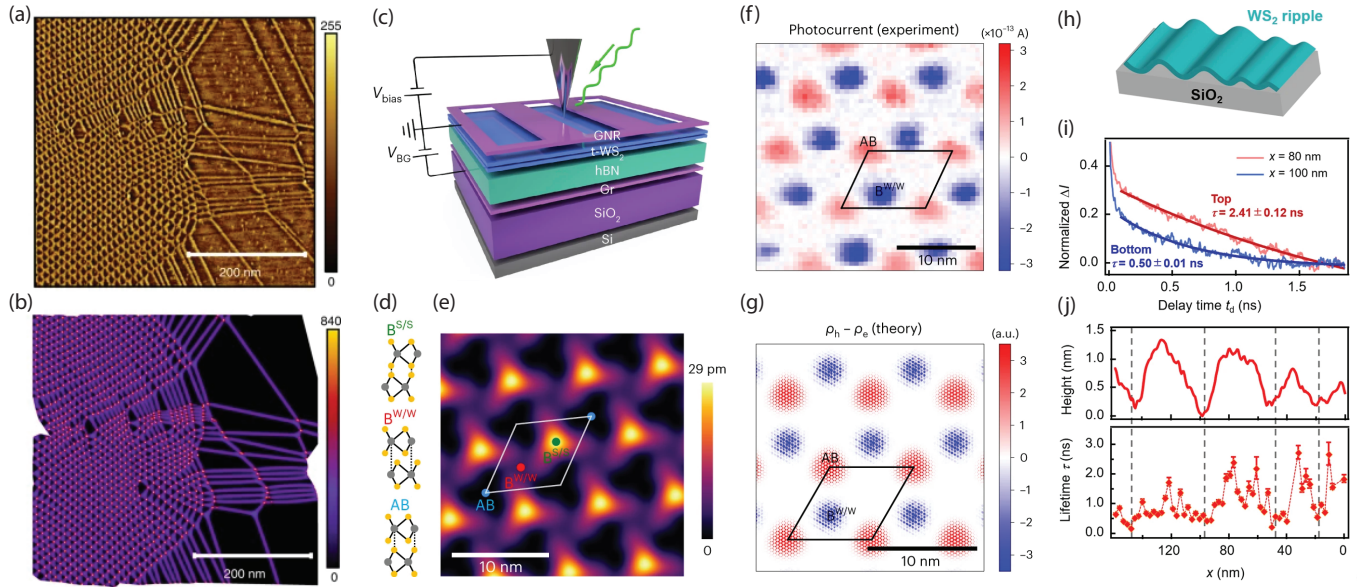 (a)
255
0
200 nm
(b)
840
0
200 nm
(c)
V_bias
V_BG
GNR
t-WS₂
hBN
Gr
SiO₂
Si
(d)
B^S/S
B^W/W
AB
(e)
29 pm
0
B^S/S
B^W/W
AB
10 nm
(f)
Photocurrent (experiment)
(×10⁻¹³ A)
3
2
1
0
−1
−2
−3
AB
B^W/W
10 nm
(g)
ρh − ρe (theory)
(a.u.)
3
2
1
0
−1
−2
−3
AB
B^W/W
10 nm
(h)
WS₂ ripple
SiO₂
(i)
Normalized ΔI
0.4
0.2
0.0
x = 80 nm
x = 100 nm
Top
τ = 2.41 ± 0.12 ns
Bottom
τ = 0.50 ± 0.01 ns
0.0 0.5 1.0 1.5
Delay time t_d (ns)
(j)
Height (nm)
1.5
1.0
0.5
0.0
Lifetime τ (ns)
3.0
2.0
1.0
0.0
120 80 40 0
x (nm)